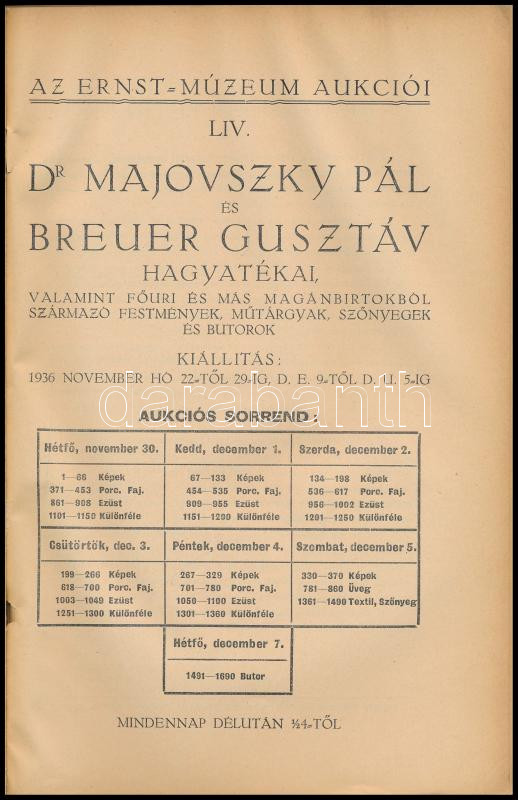 AZ ERNST=MÚZEUM AUKCIÓI
LIV.
DR MAJOVSZKY PÁL
ÉS
BREUER GUSZTÁV
HAGYATÉKAI,
VALAMINT FŐURI ÉS MÁS MAGÁNBIRTOKBÓL
SZÁRMAZÓ FESTMÉNYEK, MŰTÁRGYAK, SZŐNYEGEK
ÉS BUTOROK
KIÁLLITÁS:
1936 NOVEMBER HÓ 22=TŐL 29=IG, D. E. 9=TŐL D. U. 5=IG
darabanth
AUKCIÓS SORREND:
Hétfő, november 30.
1—66 Képek
371—453 Porc. Faj.
861—908 Ezüst
1101—1150 Különféle
Kedd, december 1.
67—133 Képek
454—535 Porc. Faj.
909—955 Ezüst
1151—1200 Különféle
Szerda, december 2.
134—198 Képek
536—617 Porc. Faj.
956—1002 Ezüst
1201—1250 Különféle
Csütörtök, dec. 3.
199—266 Képek
618—700 Porc. Faj.
1003—1049 Ezüst
1251—1300 Különféle
Péntek, december 4.
267—329 Képek
701—780 Porc. Faj.
1050—1100 Ezüst
1301—1360 Különféle
Szombat, december 5.
330—370 Képek
781—860 Üveg
1361—1490 Textil, Szőnyeg
Hétfő, december 7.
1491—1690 Butor
MINDENNAP DÉLUTÁN ½4=TŐL